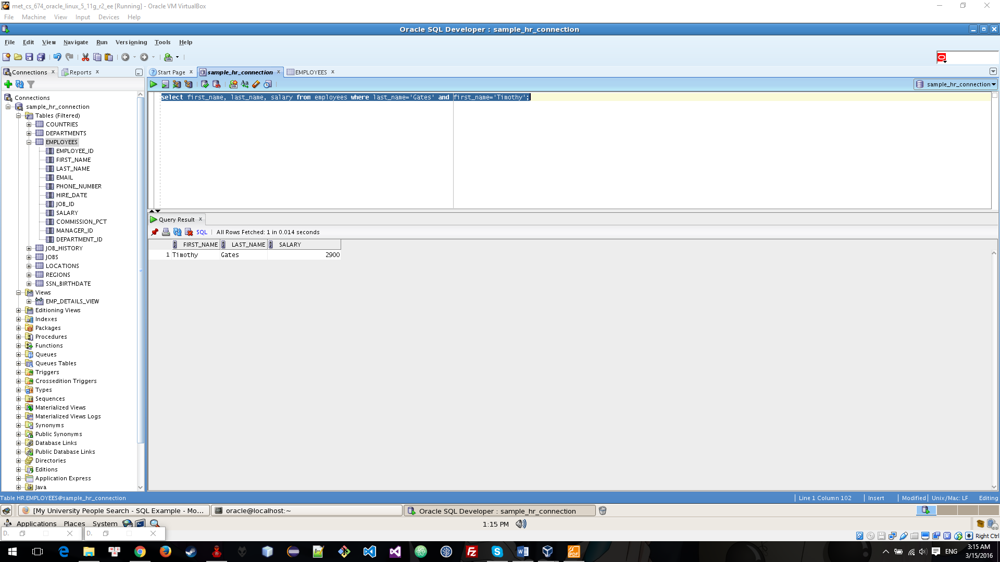 met_cs_674_oracle_linux_5_11g_r2_ee [Running] - Oracle VM VirtualBox
File Machine View Input Devices Help
Oracle SQL Developer : sample_hr_connection
File Edit View Navigate Run Versioning Tools Help
Connections Reports
Start Page sample_hr_connection EMPLOYEES
sample_hr_connection
select first_name, last_name, salary from employees where last_name='Gates' and first_name='Timothy';
Connections
sample_hr_connection
Tables (Filtered)
COUNTRIES
DEPARTMENTS
EMPLOYEES
EMPLOYEE_ID
FIRST_NAME
LAST_NAME
EMAIL
PHONE_NUMBER
HIRE_DATE
JOB_ID
SALARY
COMMISSION_PCT
MANAGER_ID
DEPARTMENT_ID
JOB_HISTORY
JOBS
LOCATIONS
REGIONS
SSN_BIRTHDATE
Views
EMP_DETAILS_VIEW
Editioning Views
Indexes
Packages
Procedures
Functions
Queues
Queues Tables
Triggers
Crossedition Triggers
Types
Sequences
Materialized Views
Materialized Views Logs
Synonyms
Public Synonyms
Database Links
Public Database Links
Directories
Editions
Application Express
Java
Query Result
SQL All Rows Fetched: 1 in 0.014 seconds
FIRST_NAME LAST_NAME SALARY
1 Timothy Gates 2900
Table HR.EMPLOYEES@sample_hr_connection
Line 1 Column 102 Insert Modified Unix/Mac: LF Editing
[My University People Search - SQL Example - Mo... oracle@localhost:~ Oracle SQL Developer : sample_hr_connection
Applications Places System 1:15 PM
D. D.
Right Ctrl
ENG 3:15 AM
3/15/2016